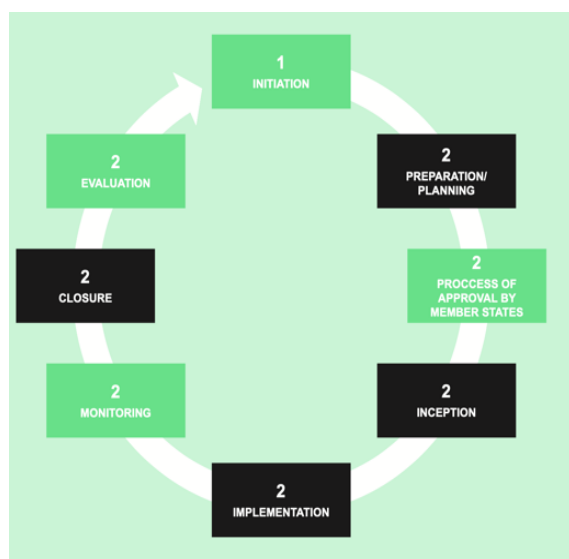 1
INITIATION
2
PREPARATION/
PLANNING
2
PROCCESS OF
APPROVAL BY
MEMBER STATES
2
INCEPTION
2
IMPLEMENTATION
2
MONITORING
2
CLOSURE
2
EVALUATION